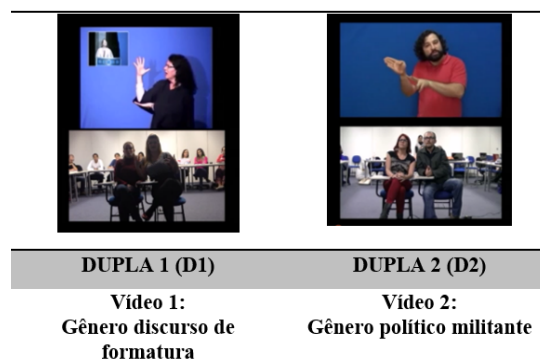 DUPLA 1 (D1)
DUPLA 2 (D2)
Vídeo 1:
Gênero discurso de
formatura
Vídeo 2:
Gênero político militante